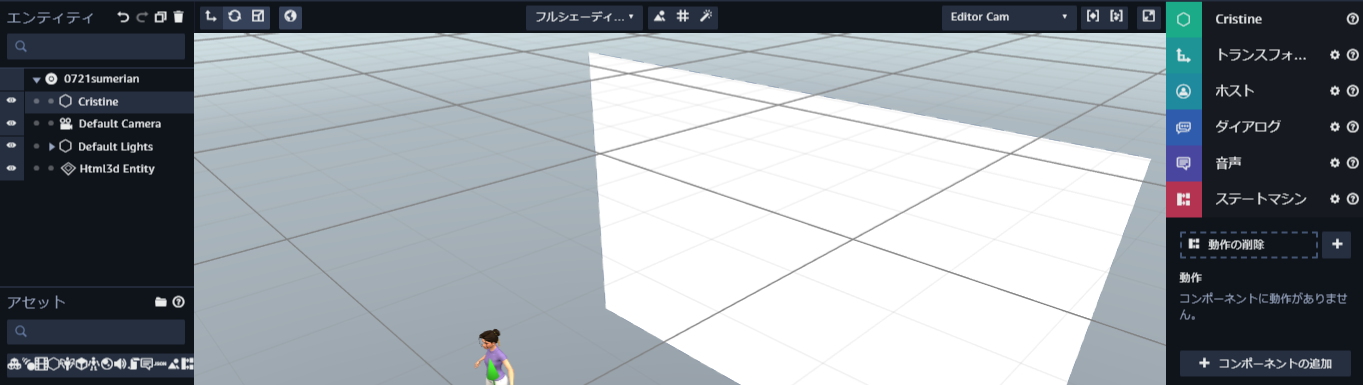 エンティティ
フルシェーディ...
Editor Cam
Cristine
0721sumerian
Cristine
Default Camera
Default Lights
Html3d Entity
アセット
トランスフォ...
ホスト
ダイアログ
音声
ステートマシン
動作の削除
動作
コンポーネントに動作がありませ
ん。
コンポーネントの追加